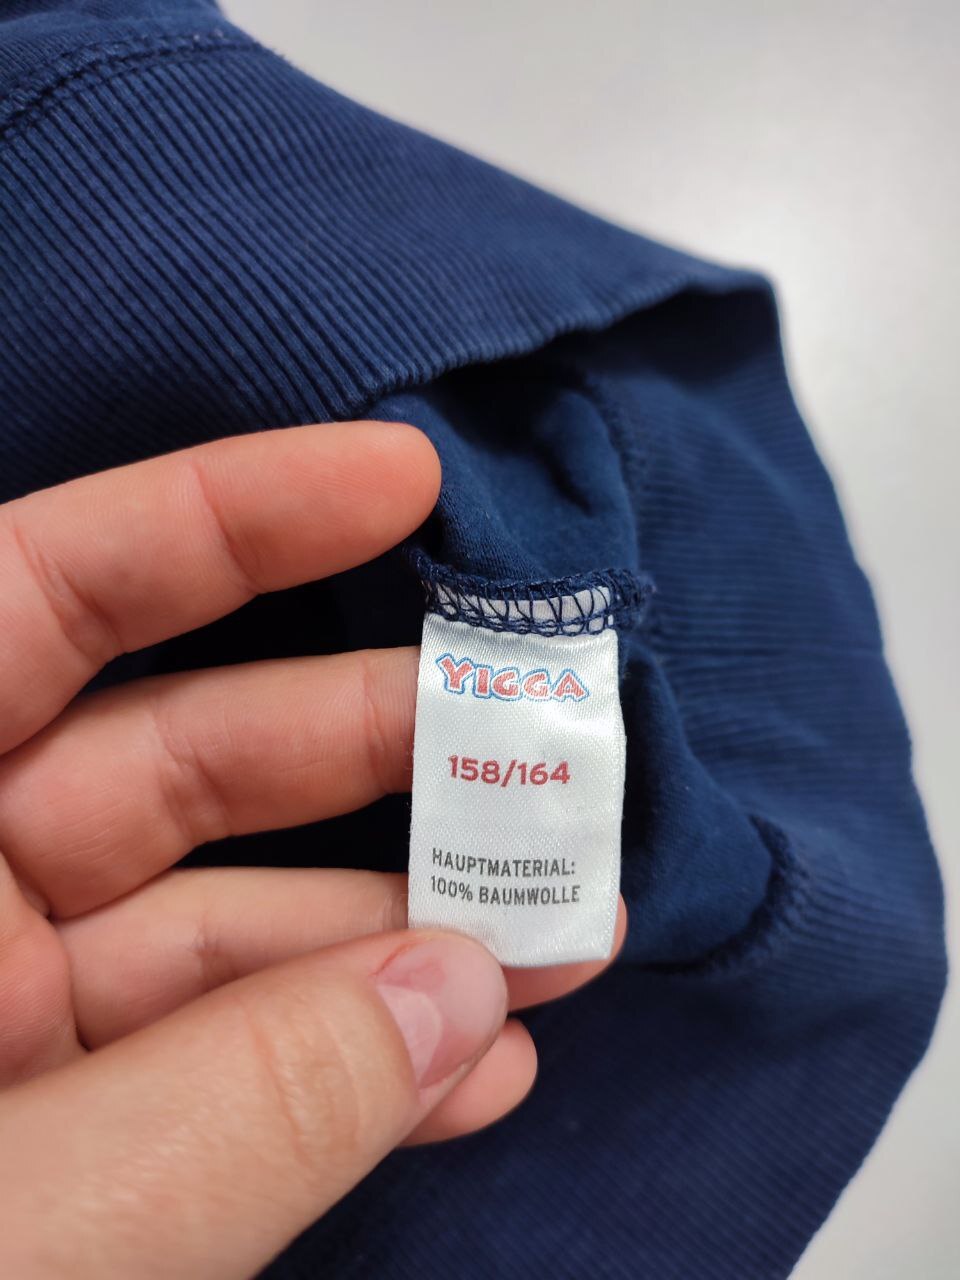 YIGGA
158/164
HAUPTMATERIAL:
100% BAUMWOLLE